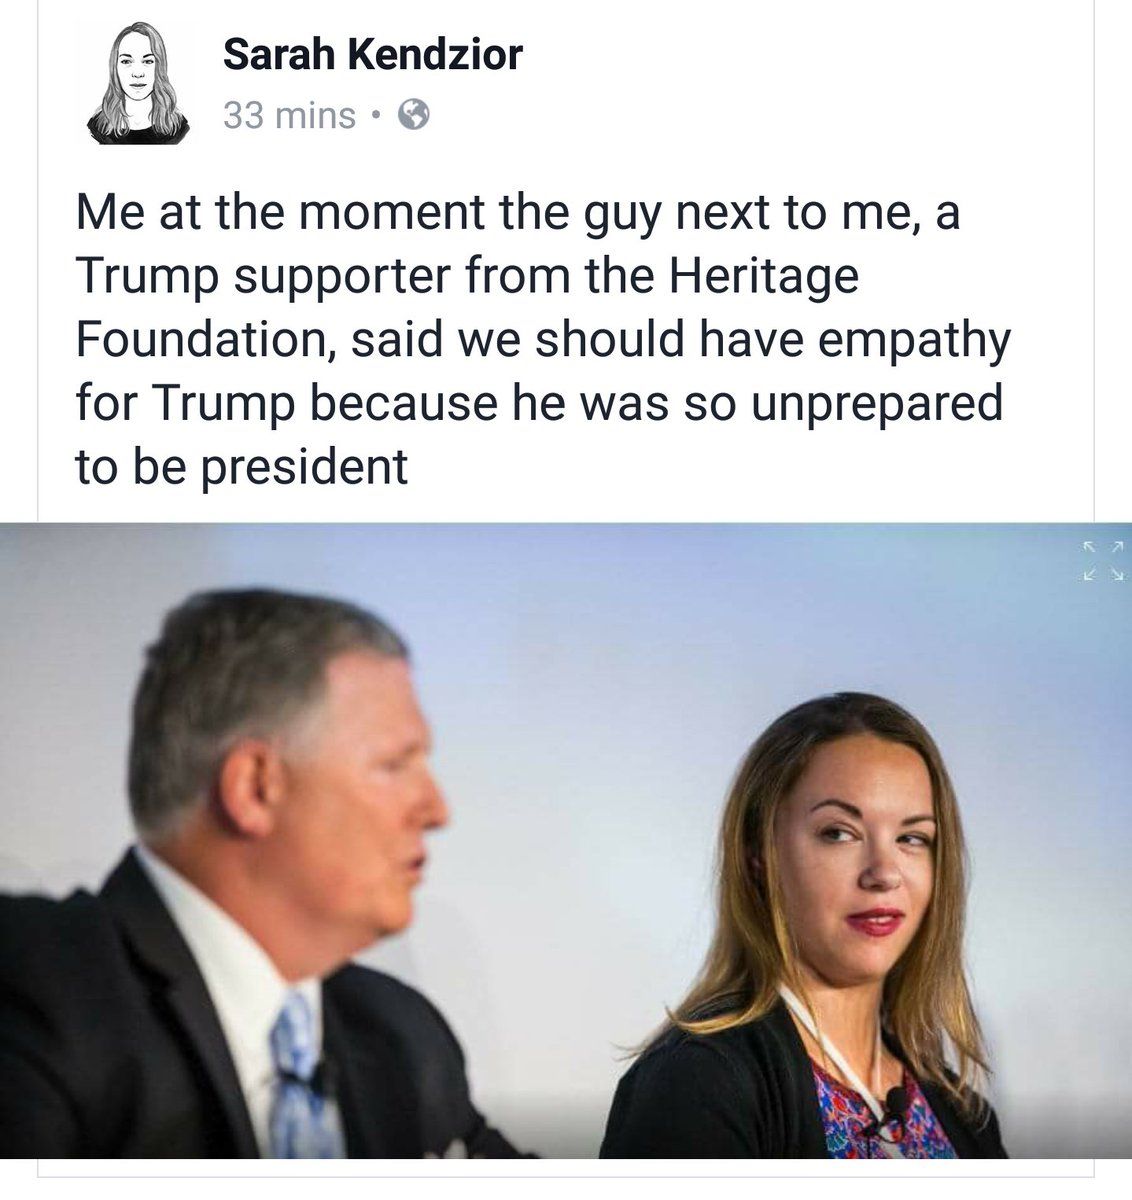 Sarah Kendzior
33 mins •
Me at the moment the guy next to me, a
Trump supporter from the Heritage
Foundation, said we should have empathy
for Trump because he was so unprepared
to be president